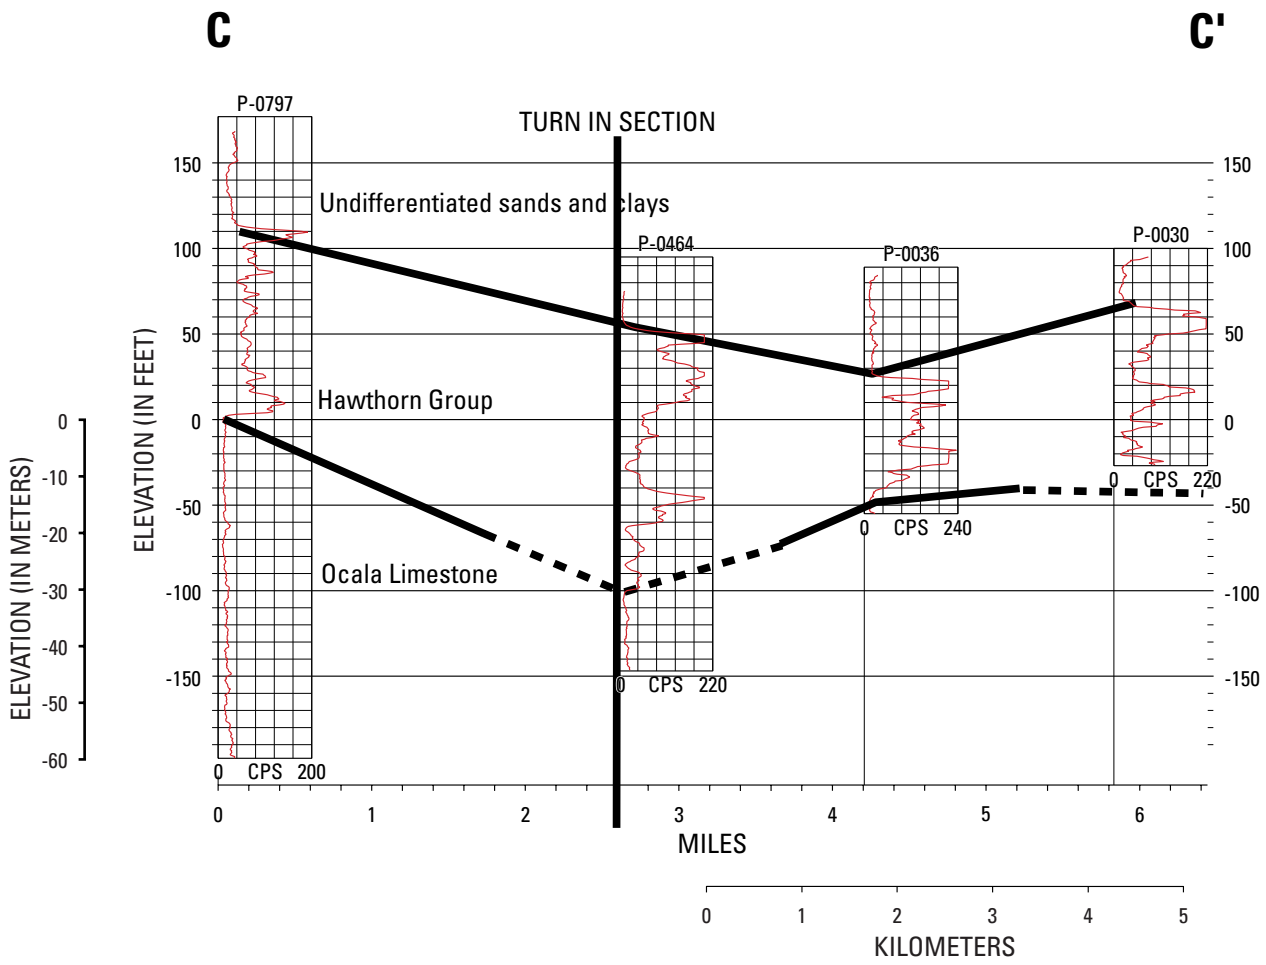 C
C'
P-0797
TURN IN SECTION
150
150
Undifferentiated sands and clays
P-0464
P-0036
P-0030
100
100
50
50
Hawthorn Group
0
0
0
0 CPS 220
-10
-50
-50
0 CPS 240
-20
Ocala Limestone
-30
-100
-100
-40
-150
-150
0 CPS 220
-50
-60
0 CPS 200
ELEVATION (IN METERS)
ELEVATION (IN FEET)
0 1 2 3 4 5 6
MILES
0 1 2 3 4 5
KILOMETERS